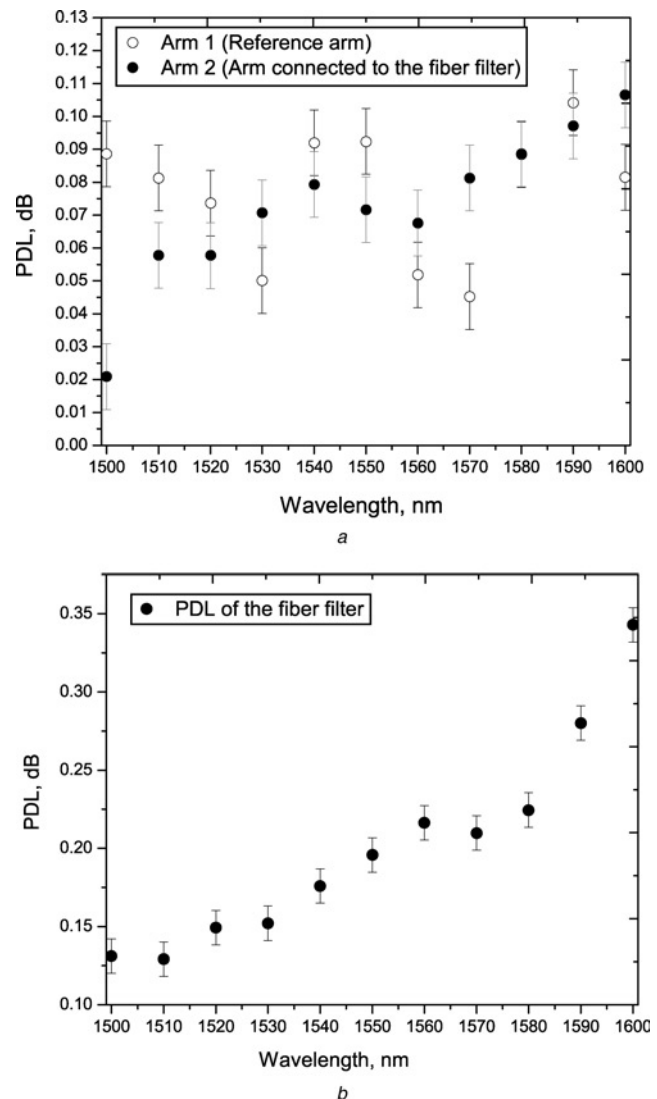 0.13
0.12
0.11
0.10
0.09
0.08
0.07
0.06
0.05
0.04
0.03
0.02
0.01
0.00
PDL, dB
Arm 1 (Reference arm)
Arm 2 (Arm connected to the fiber filter)
1500 1510 1520 1530 1540 1550 1560 1570 1580 1590 1600
Wavelength, nm
a
0.35
0.30
0.25
0.20
0.15
0.10
PDL, dB
PDL of the fiber filter
1500 1510 1520 1530 1540 1550 1560 1570 1580 1590 1600
Wavelength, nm
b